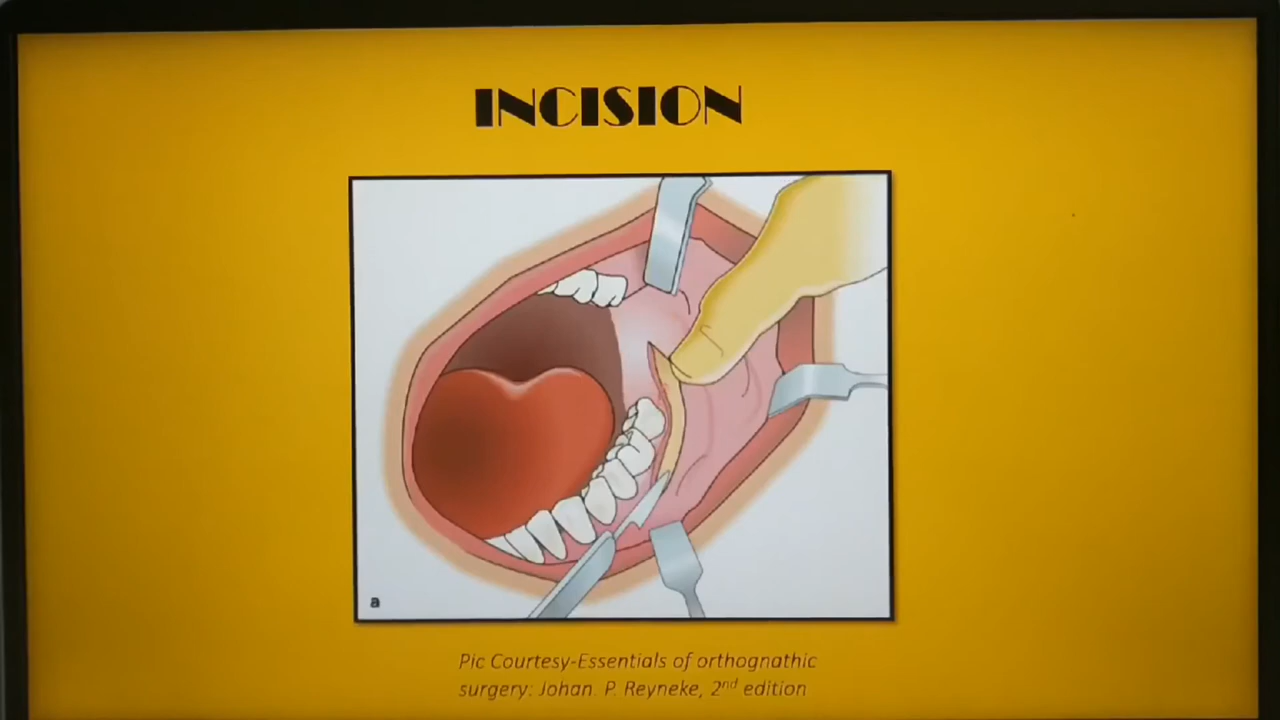 INCISION
a
Pic Courtesy-Essentials of orthognathic
surgery: Johan. P. Reyneke, 2nd edition